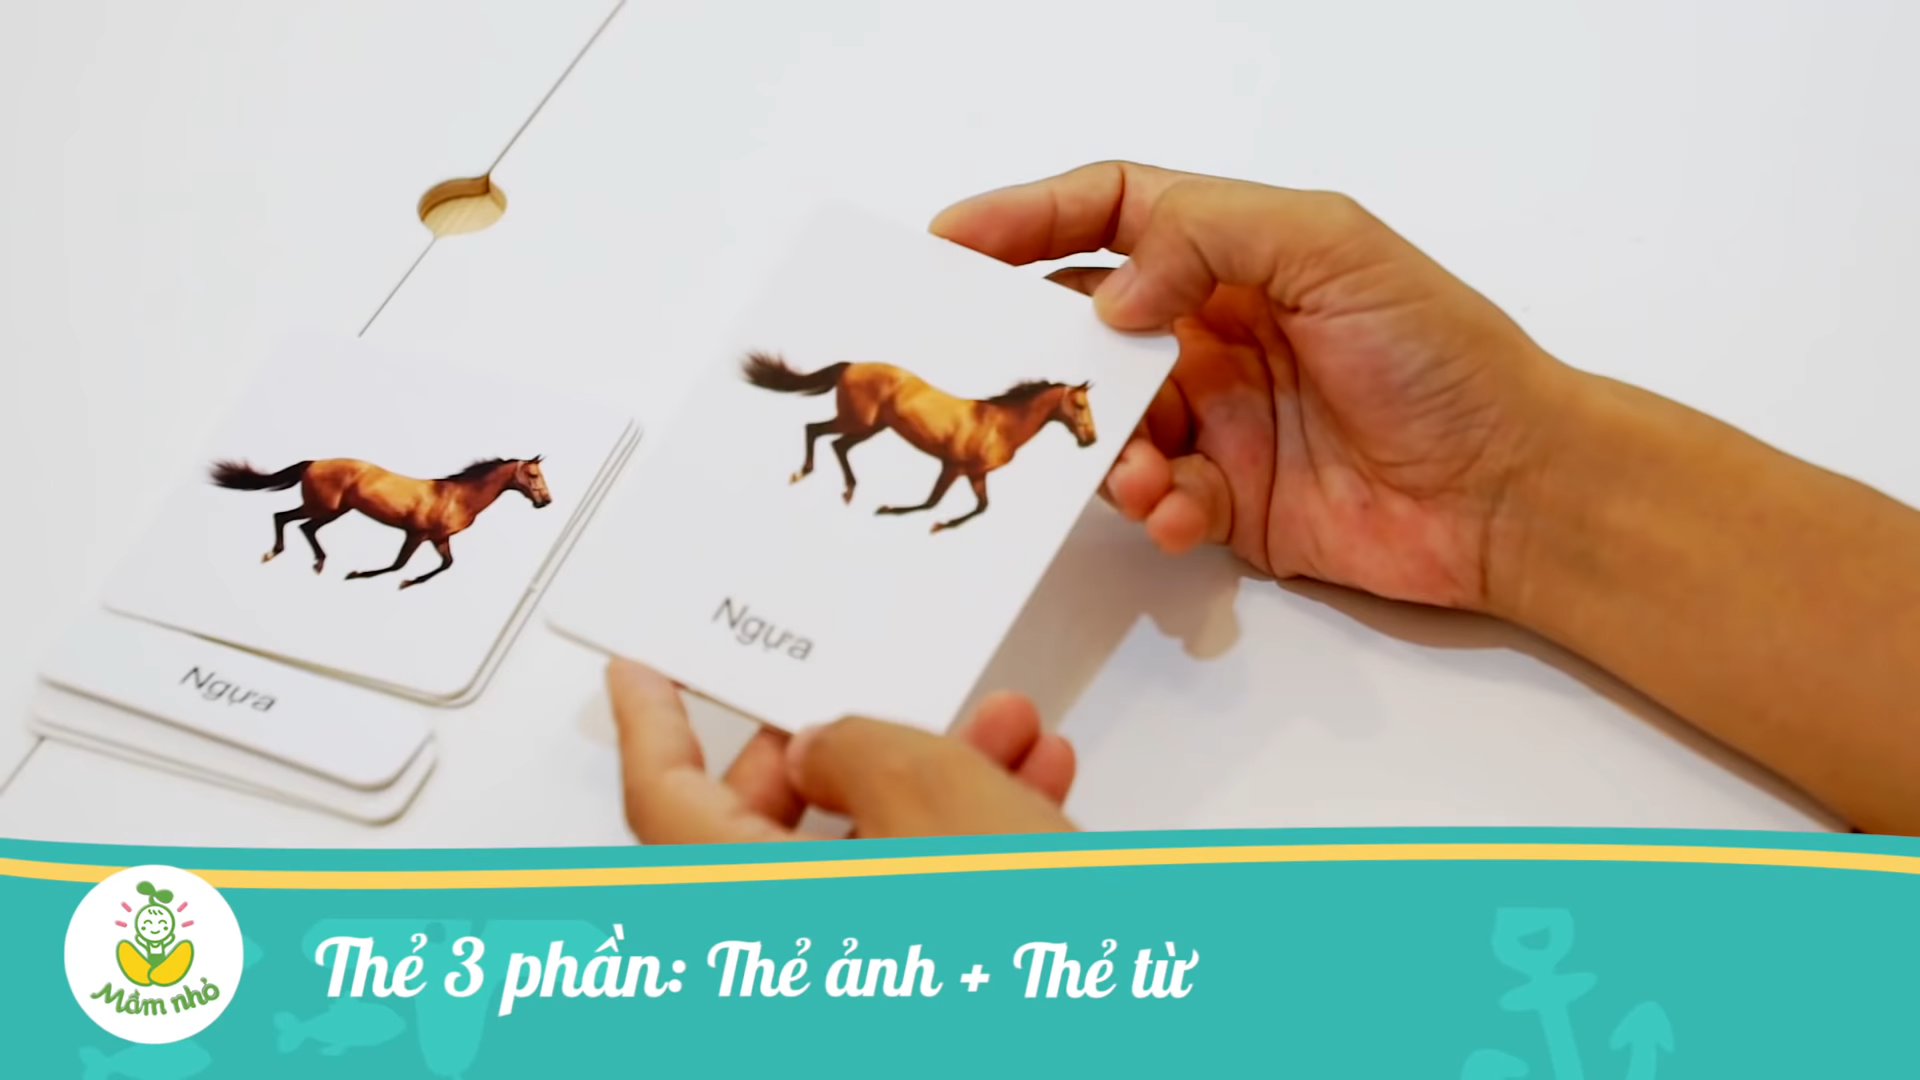 Ngựa
Ngựa
Mầm nhỏ
Thẻ 3 phần: Thẻ ảnh + Thẻ từ